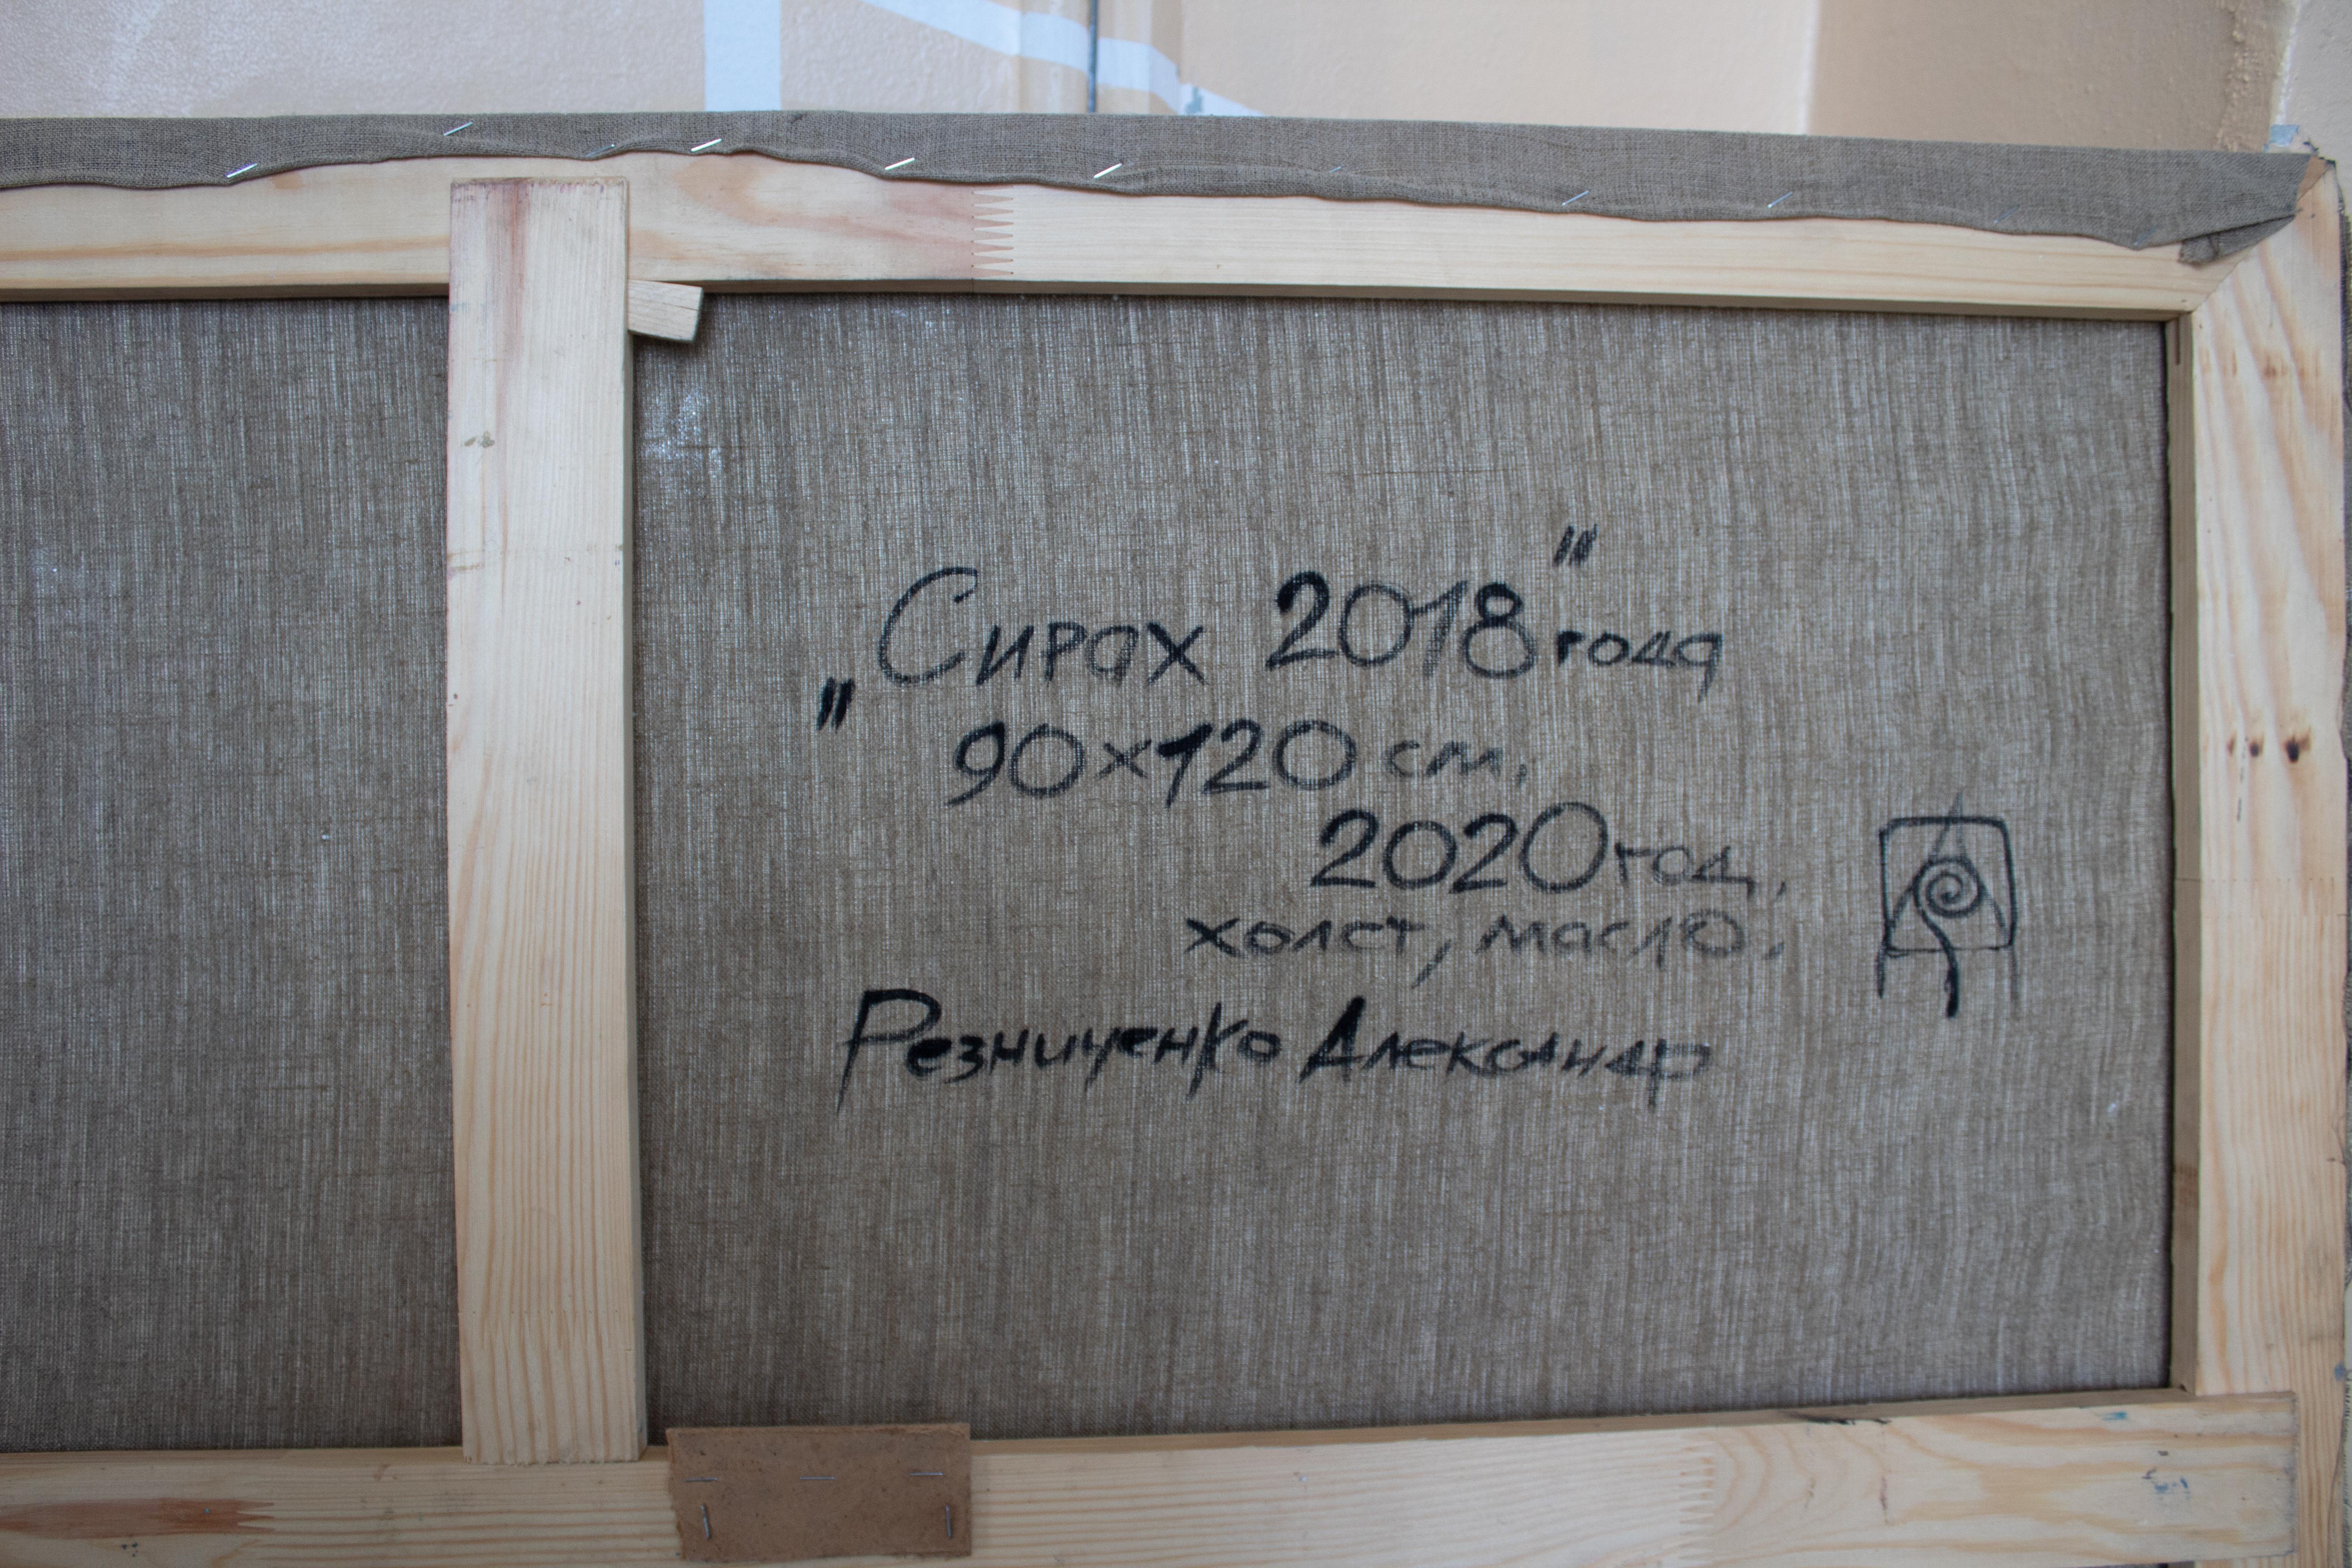 „Сирах 2018" года
90×120 см,
2020 год,
холст, масло,
Резниченко Александр